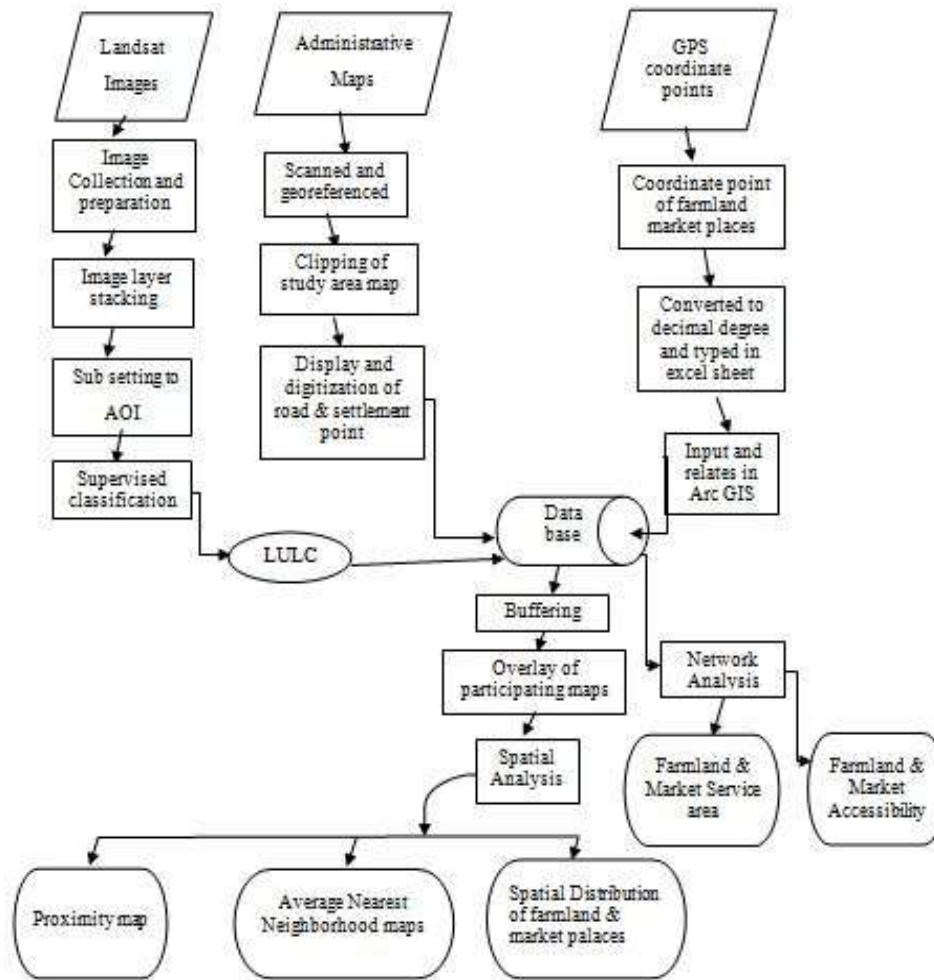 Landsat
Images
Administrative
Maps
GPS
coordinate
points
Image
Collection and
preparation
Scanned and
georeferenced
Coordinate point
of farmland
market places
Image layer
stacking
Clipping of
study area map
Converted to
decimal degree
and typed in
excel sheet
Sub setting to
AOI
Display and
digitization of
road & settlement
point
Supervised
classification
Input and
relates in
Arc GIS
LULC
Data
base
Buffering
Overlay of
participating maps
Network
Analysis
Spatial
Analysis
Farmland &
Market Service
area
Farmland &
Market
Accessibility
Proximity map
Average Nearest
Neighborhood maps
Spatial Distribution
of farmland &
market palaces